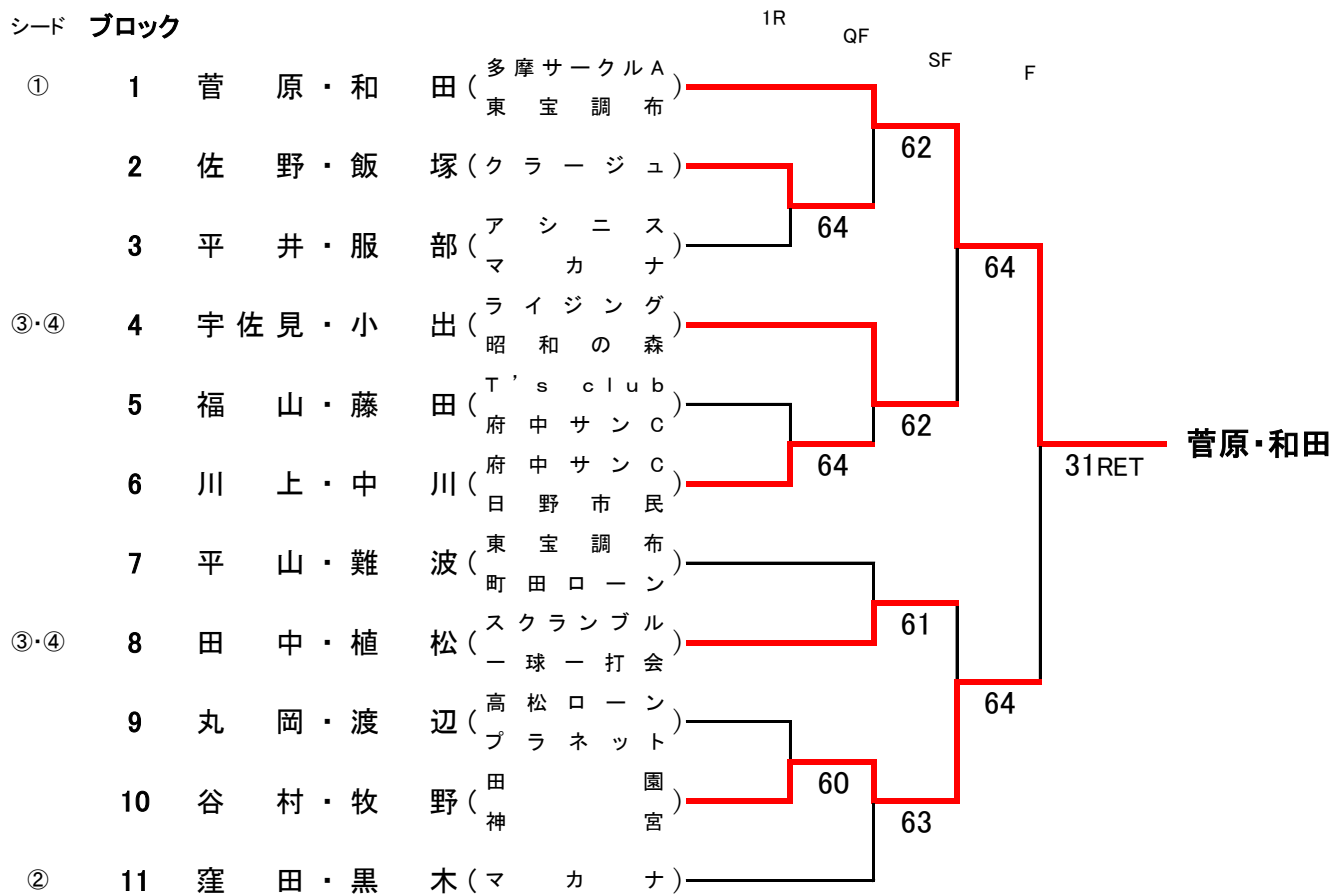 シード ブロック
1R
QF
SF
F
① 1 菅原・和田(多摩サークルA
東宝調布)
62
2 佐野・飯塚(クラージュ)
64
3 平井・服部(アシニス
マカナ)
64
③・④ 4 宇佐見・小出(ライジング
昭和の森)
5 福山・藤田(T's club
府中サンC)
62
64
6 川上・中川(府中サンC
日野市民)
31RET
菅原・和田
7 平山・難波(東宝調布
町田ローン)
61
③・④ 8 田中・植松(スクランブル
一球一打会)
64
9 丸岡・渡辺(高松ローン
プラネット)
60
10 谷村・牧野(田園
神宮)
63
② 11 窪田・黒木(マカナ)